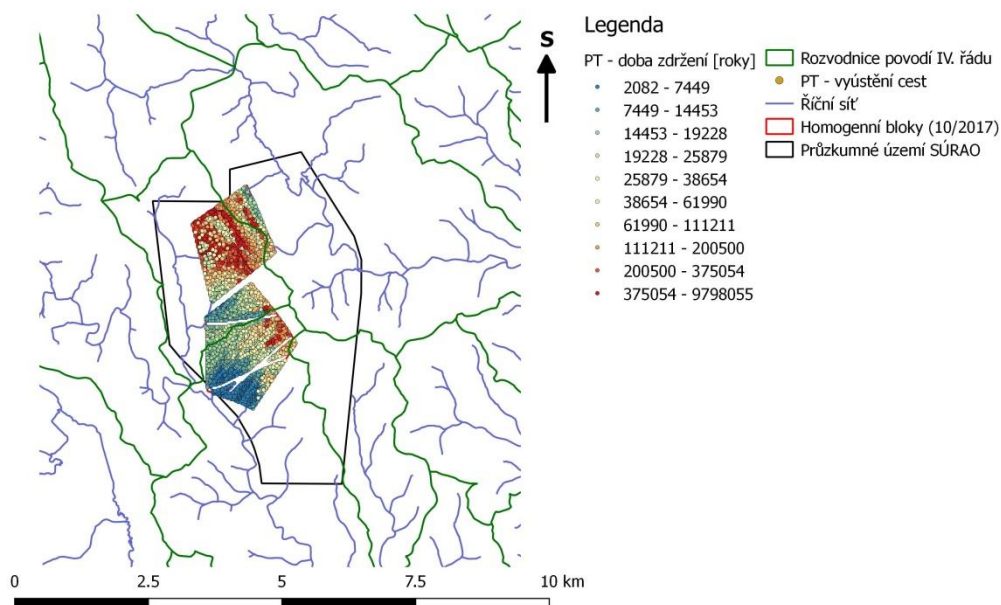 S
Legenda
PT - doba zdržení [roky]
2082 - 7449
7449 - 14453
14453 - 19228
19228 - 25879
25879 - 38654
38654 - 61990
61990 - 111211
111211 - 200500
200500 - 375054
375054 - 9798055
Rozvodnice povodí IV. řádu
PT - vyústění cest
Říční síť
Homogenní bloky (10/2017)
Průzkumné území SÚRAO
0 2.5 5 7.5 10 km